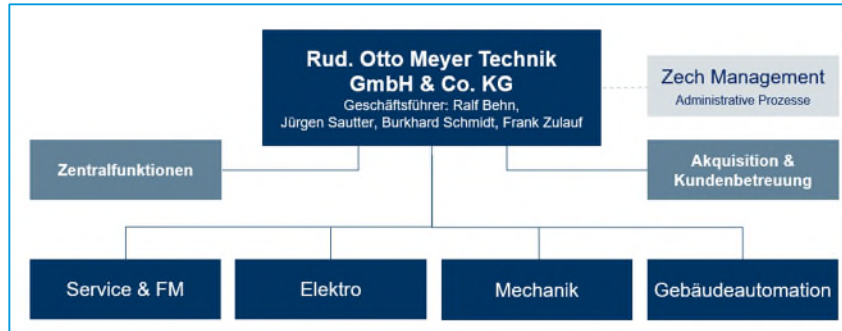 Rud. Otto Meyer Technik
GmbH & Co. KG
Geschäftsführer: Ralf Behn,
Jürgen Sautter, Burkhard Schmidt, Frank Zulauf
Zech Management
Administrative Prozesse
Zentralfunktionen
Akquisition &
Kundenbetreuung
Service & FM
Elektro
Mechanik
Gebäudeautomation